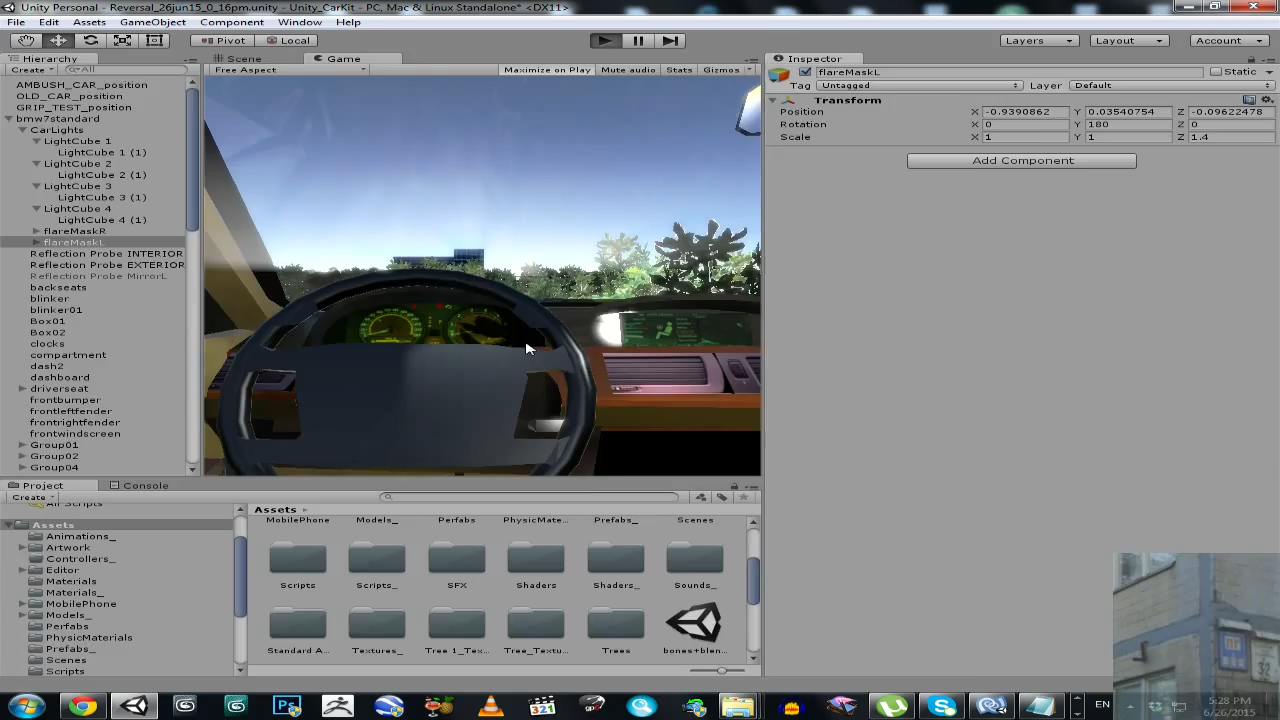 Unity Personal - Reversal_26jun15_0_16pm.unity - Unity_CarKit - PC, Mac & Linux Standalone* <DX11>
File Edit Assets GameObject Component Window Help
Pivot Local Layers Layout Account
Hierarchy
Create All
AMBUSH_CAR_position
OLD_CAR_position
GRIP_TEST_position
bmw7standard
CarLights
LightCube 1
LightCube 1 (1)
LightCube 2
LightCube 2 (1)
LightCube 3
LightCube 3 (1)
LightCube 4
LightCube 4 (1)
flareMaskR
flareMaskL
Reflection Probe INTERIOR
Reflection Probe EXTERIOR
Reflection Probe MirrorL
backseats
blinker
blinker01
Box01
Box02
clocks
compartment
dash2
dashboard
driverseat
frontbumper
frontleftfender
frontrightfender
frontwindscreen
Group01
Group02
Group04
Scene Game
Free Aspect Maximize on Play Mute audio Stats Gizmos
Inspector
flareMaskL Static
Tag Untagged Layer Default
Transform
Position X -0.9390862 Y 0.03540754 Z -0.09622478
Rotation X 0 Y 180 Z 0
Scale X 1 Y 1 Z 1.4
Add Component
Project Console
Create
All Scripts
Assets
Animations_
Artwork
Controllers_
Editor
Materials
Materials_
MobilePhone
Models_
Perfabs
PhysicMaterials
Prefabs_
Scenes
Scripts
Assets
MobilePhone Models_ Perfabs PhysicMate... Prefabs_ Scenes
Scripts Scripts_ SFX Shaders Shaders_ Sounds_
Standard A... Textures_ Tree 1_Tex... Tree_Textu... Trees bones+blen...
Ps
321
EN
5:28 PM
6/26/2015
32